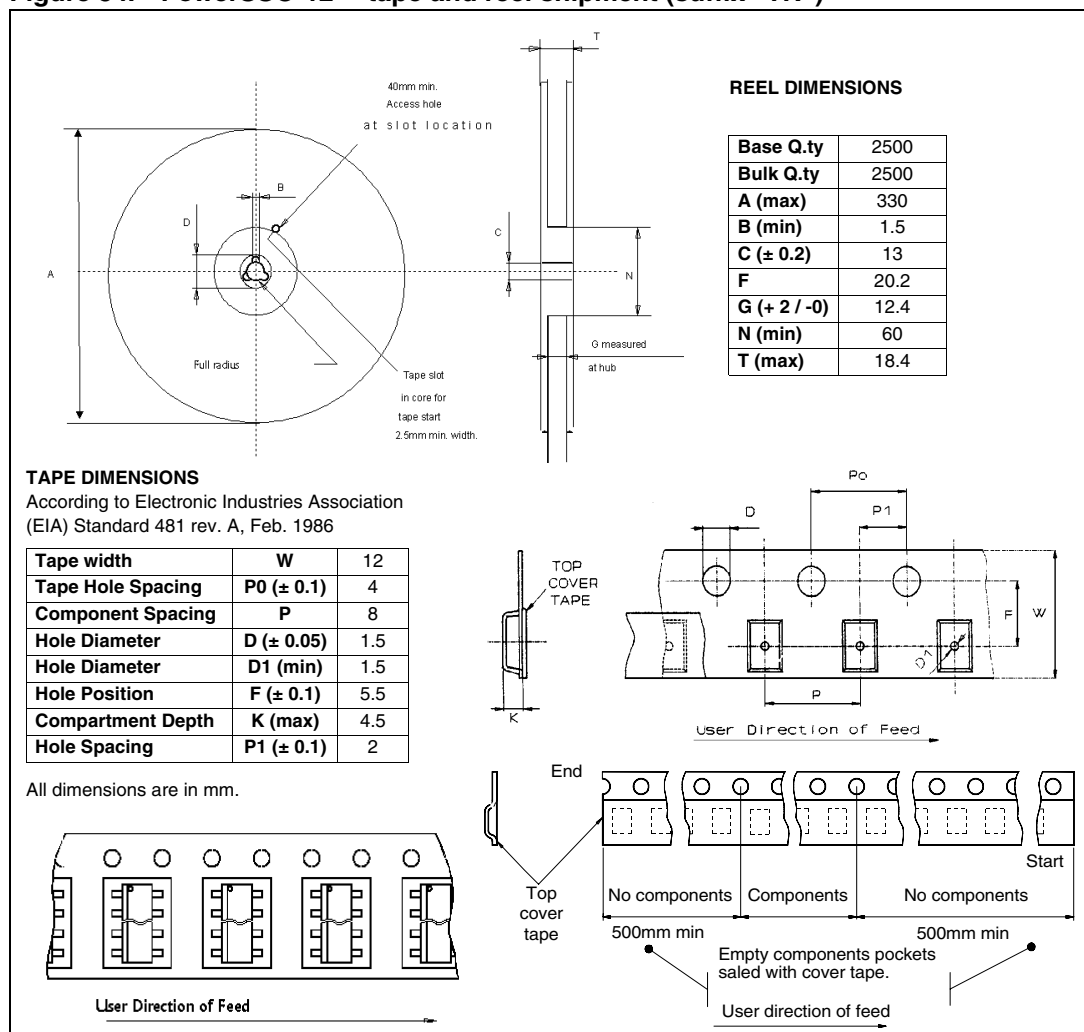 T
40mm min.
Access hole
at slot location
B
D
C
A
N
Full radius
G measured
at hub
Tape slot
in core for
tape start
2.5mm min. width.
REEL DIMENSIONS
Base Q.ty 2500
Bulk Q.ty 2500
A (max) 330
B (min) 1.5
C (± 0.2) 13
F 20.2
G (+ 2 / -0) 12.4
N (min) 60
T (max) 18.4
TAPE DIMENSIONS
According to Electronic Industries Association
(EIA) Standard 481 rev. A, Feb. 1986
Tape width W 12
Tape Hole Spacing P0 (± 0.1) 4
Component Spacing P 8
Hole Diameter D (± 0.05) 1.5
Hole Diameter D1 (min) 1.5
Hole Position F (± 0.1) 5.5
Compartment Depth K (max) 4.5
Hole Spacing P1 (± 0.1) 2
All dimensions are in mm.
Po
D
P1
TOP
COVER
TAPE
F
W
D1
K
P
User Direction of Feed
End
Start
Top
cover
tape
No components
Components
No components
500mm min
500mm min
Empty components pockets
saled with cover tape.
User direction of feed
User Direction of Feed